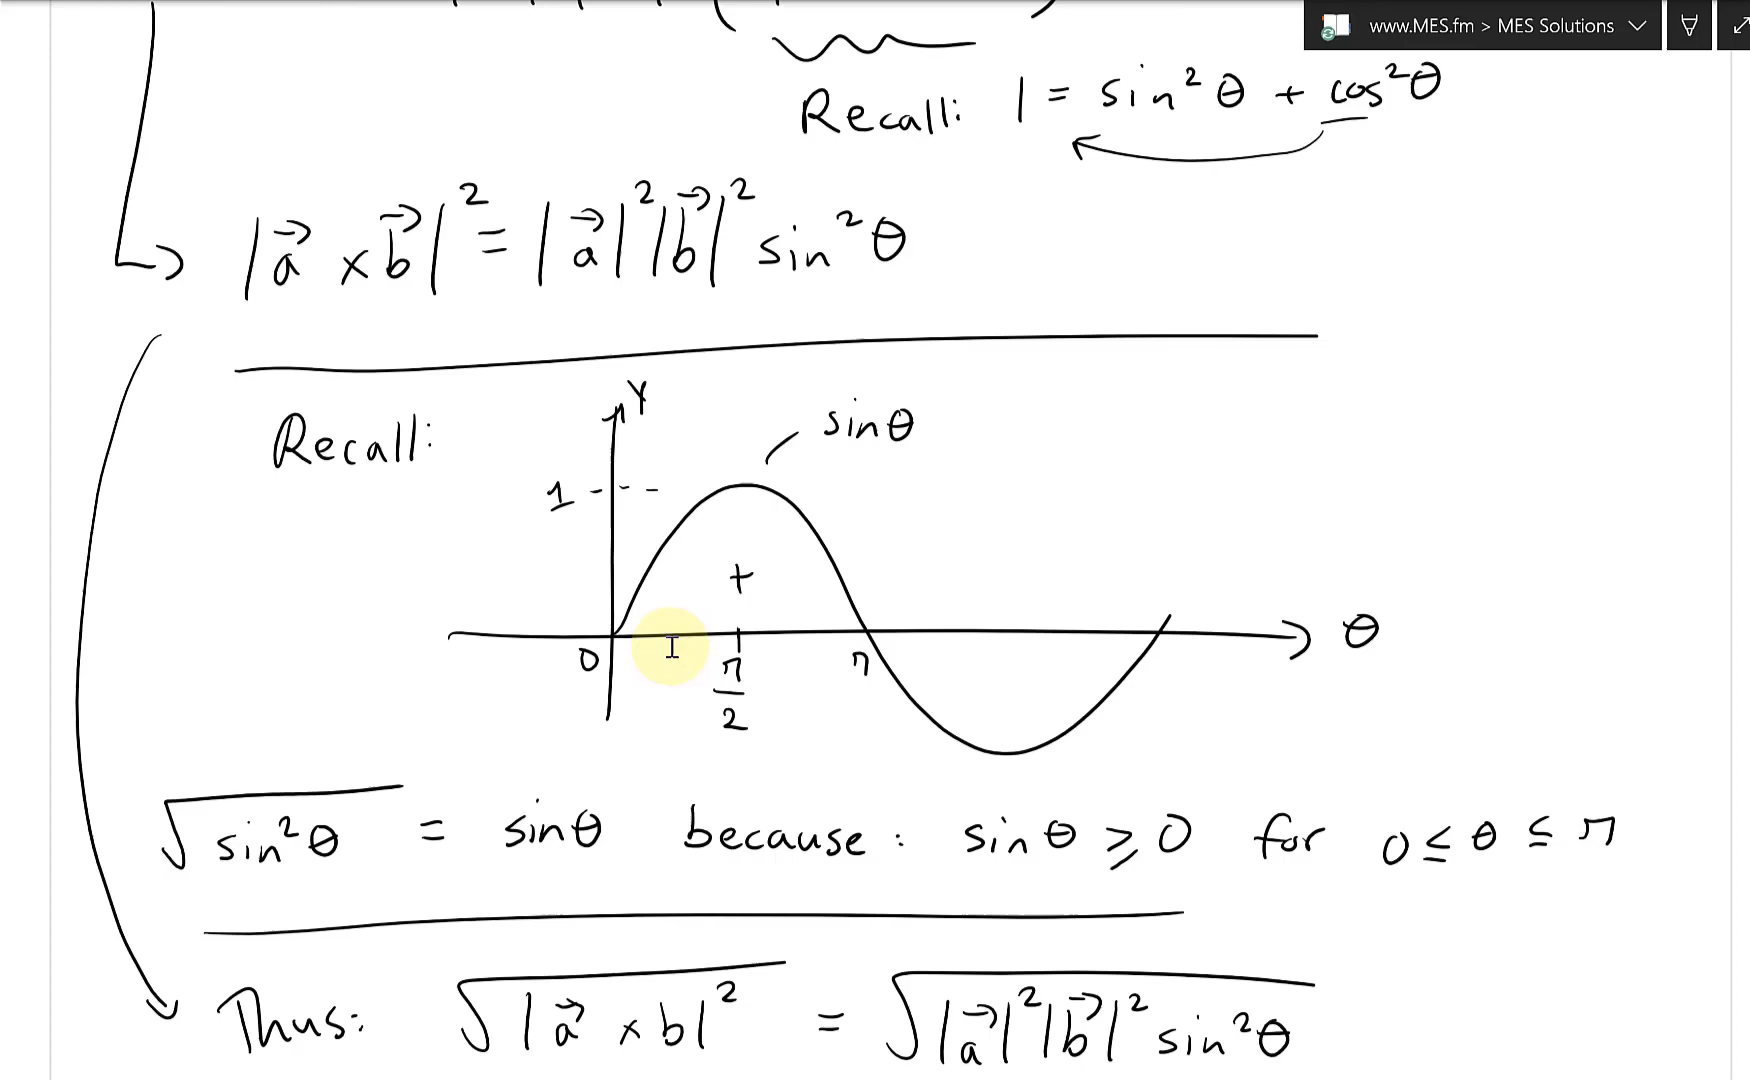 www.MES.fm > MES Solutions
Recall: 1 = sin²θ + cos²θ
|a⃗ × b⃗|² = |a⃗|²|b⃗|² sin²θ
Recall:
Y
sinθ
1
+
θ
0
π/2
π
√sin²θ = sinθ because: sinθ ≥ 0 for 0 ≤ θ ≤ π
Thus: √|a⃗ × b|² = √|a⃗|²|b⃗|² sin²θ